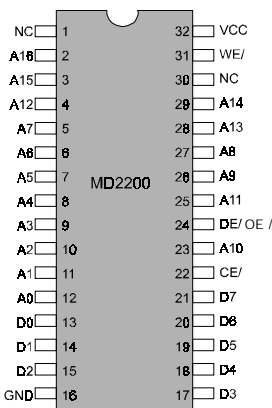 NC 1 32 VCC
A16 2 31 WE/
A15 3 30 NC
A12 4 29 A14
A7 5 28 A13
A6 6 27 A8
A5 7 26 A9
MD2200
A4 8 25 A11
A3 9 24 DE/ OE /
A2 10 23 A10
A1 11 22 CE/
A0 12 21 D7
D0 13 20 D6
D1 14 19 D5
D2 15 18 D4
GND 16 17 D3